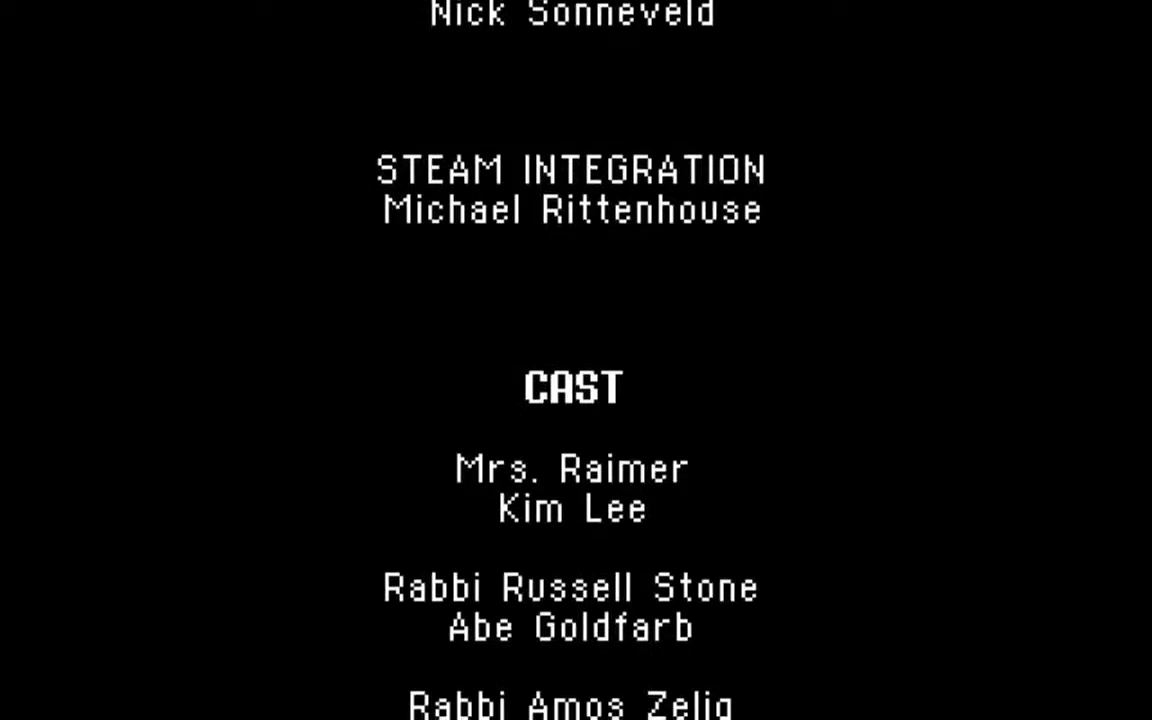 Nick Sonneveld
STEAM INTEGRATION
Michael Rittenhouse
CAST
Mrs. Raimer
Kim Lee
Rabbi Russell Stone
Abe Goldfarb
Rabbi Amos Zelig